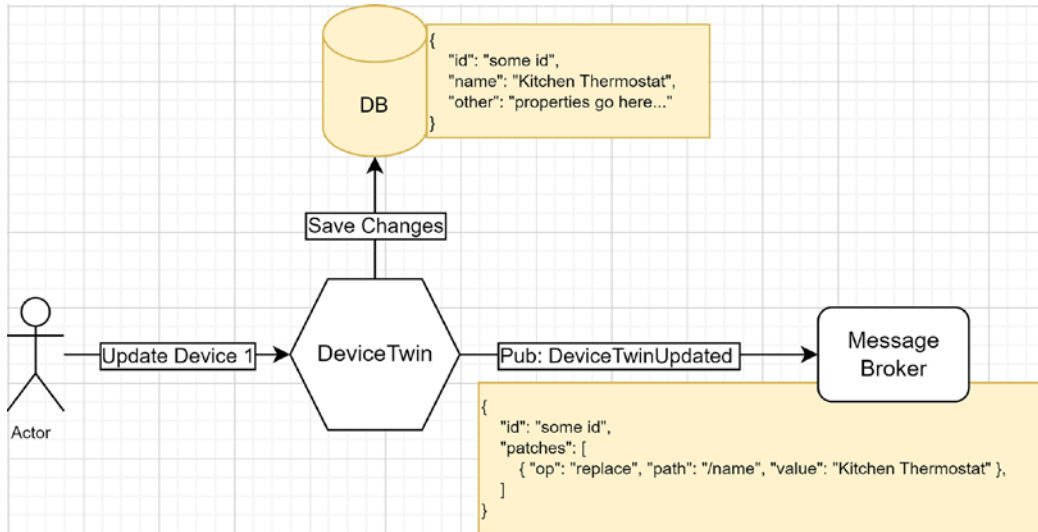 {
"id": "some id",
"name": "Kitchen Thermostat",
"other": "properties go here..."
}
DB
Save Changes
Actor
Update Device 1
DeviceTwin
Pub: DeviceTwinUpdated
Message
Broker
{
"id": "some id",
"patches": [
{ "op": "replace", "path": "/name", "value": "Kitchen Thermostat" },
]
}